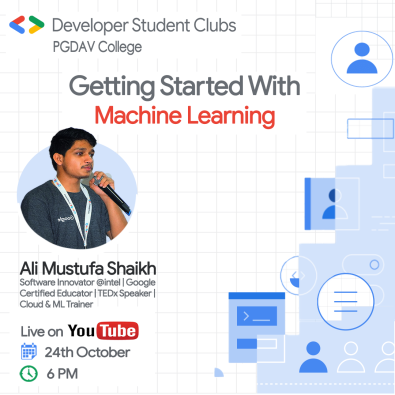 Developer Student Clubs
PGDAV College
Getting Started With
Machine Learning
Ali Mustufa Shaikh
Software Innovator @intel | Google
Certified Educator | TEDx Speaker |
Cloud & ML Trainer
Live on YouTube
24th October
6 PM